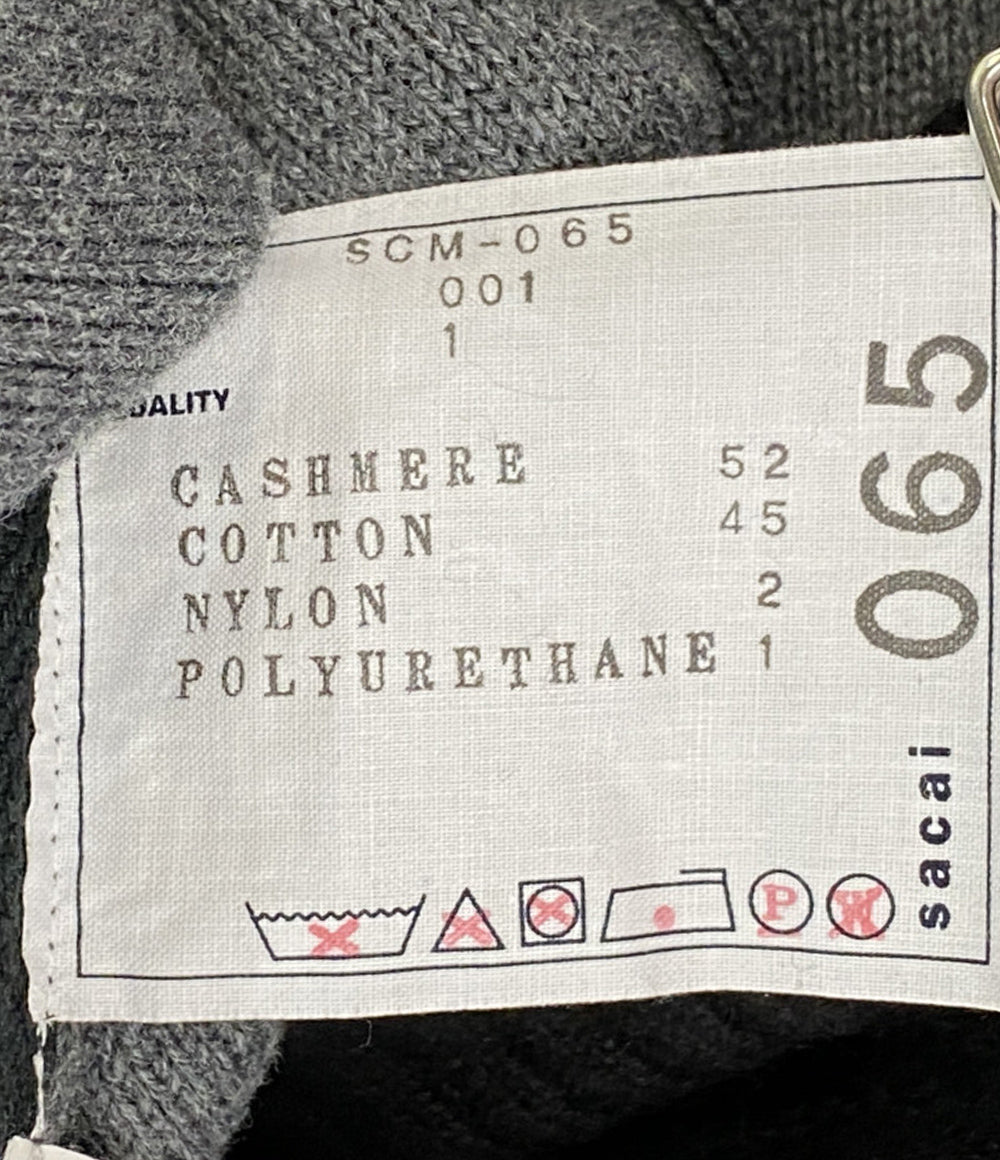 SCM-065
001
1
CASHMERE 52
COTTON 45
NYLON 2
POLYURETHANE 1
P
W
065
sacai